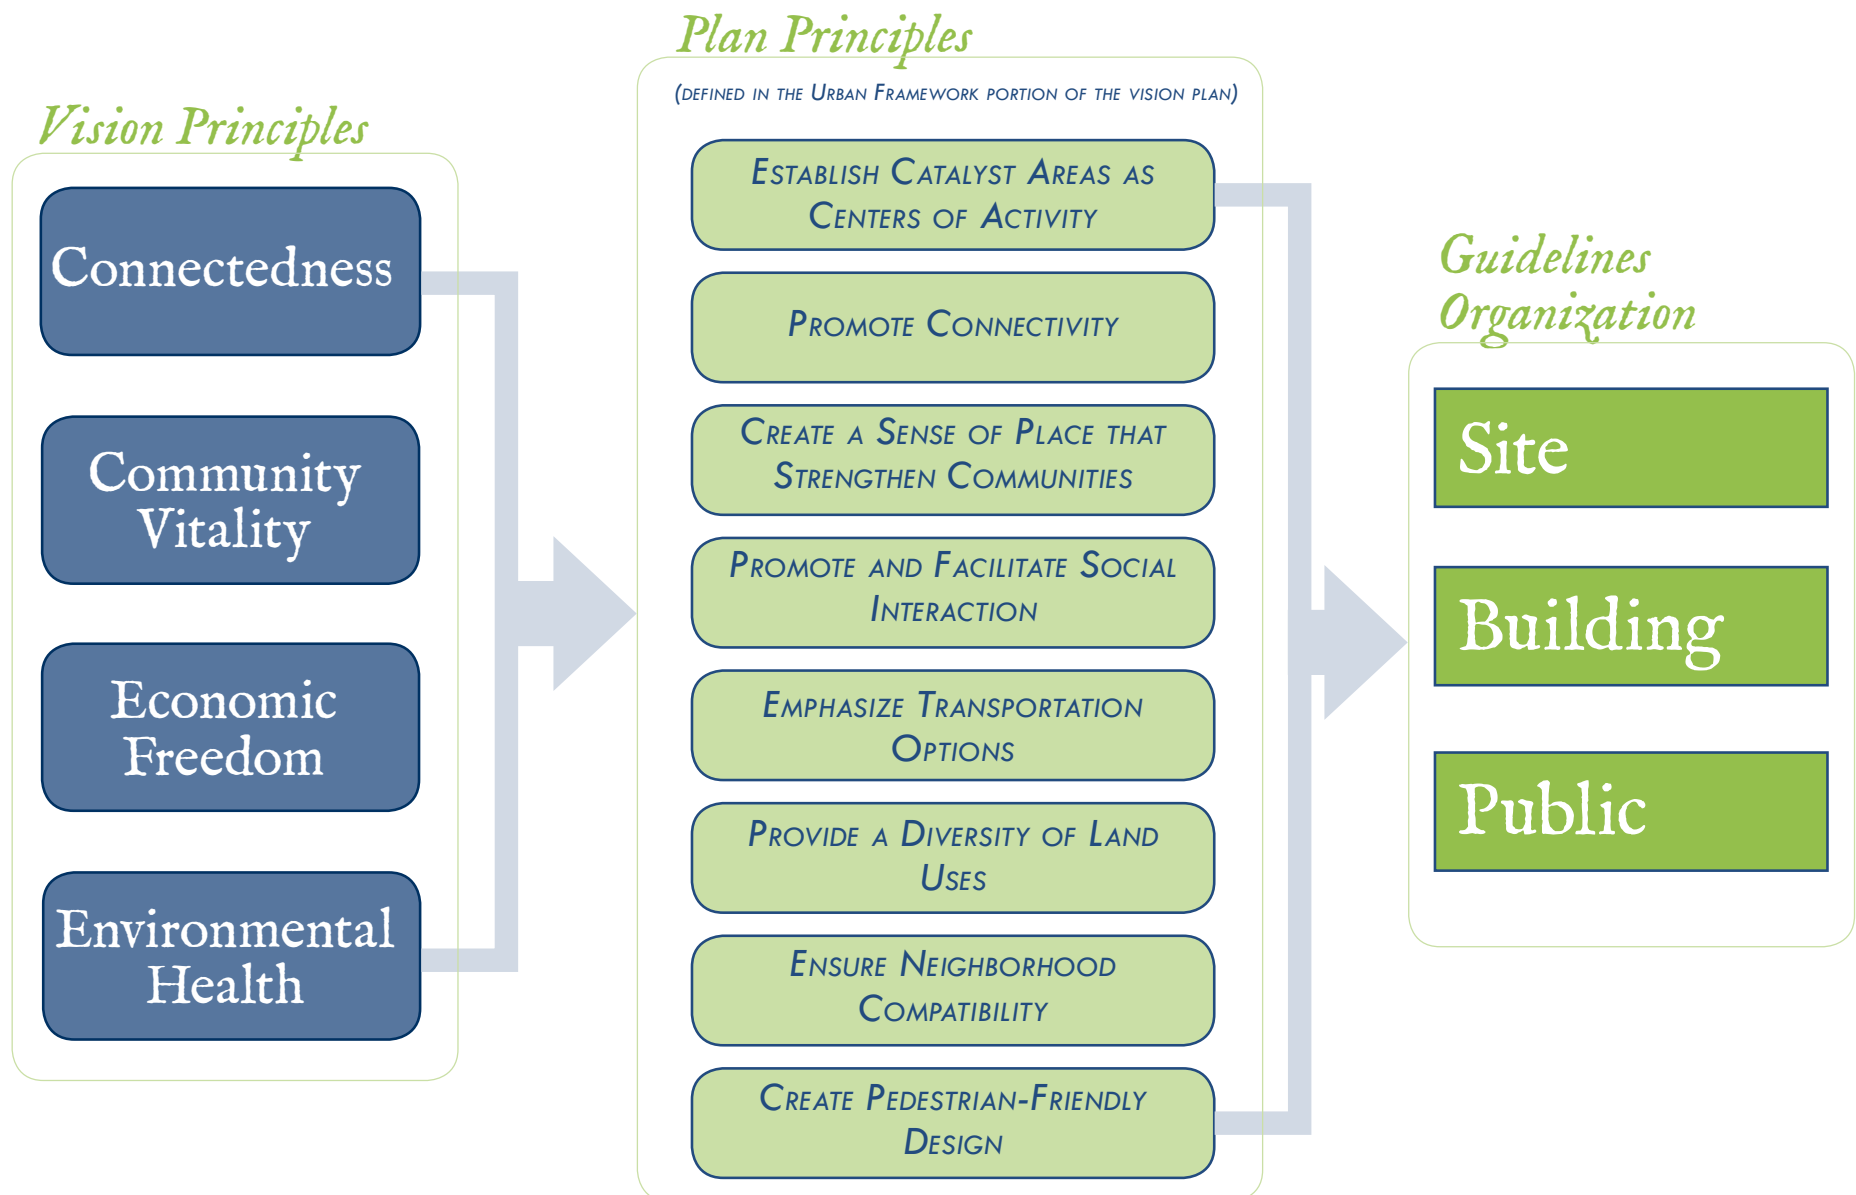 Vision Principles
Connectedness
Community
Vitality
Economic
Freedom
Environmental
Health
Plan Principles
(defined in the Urban Framework portion of the vision plan)
Establish Catalyst Areas as
Centers of Activity
Promote Connectivity
Create a Sense of Place that
Strengthen Communities
Promote and Facilitate Social
Interaction
Emphasize Transportation
Options
Provide a Diversity of Land
Uses
Ensure Neighborhood
Compatibility
Create Pedestrian-Friendly
Design
Guidelines
Organization
Site
Building
Public